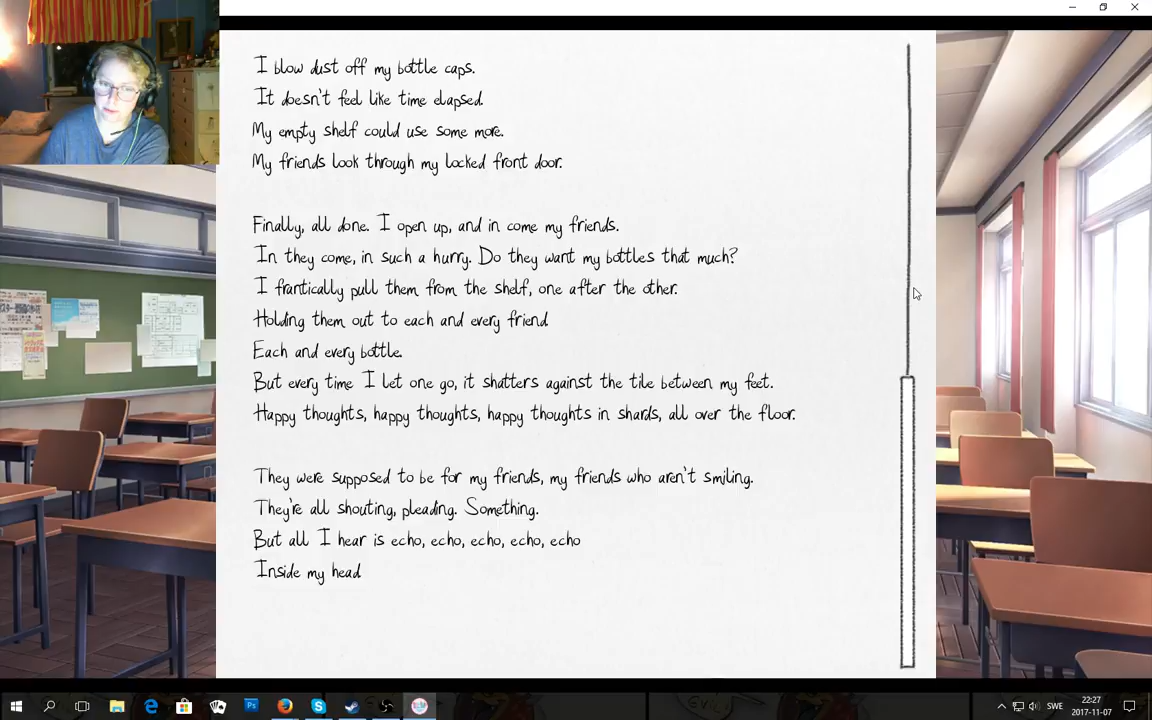 I blow dust off my bottle caps.
It doesn't feel like time elapsed.
My empty shelf could use some more.
My friends look through my locked front door.
Finally, all done. I open up, and in come my friends.
In they come, in such a hurry. Do they want my bottles that much?
I frantically pull them from the shelf, one after the other.
Holding them out to each and every friend.
Each and every bottle.
But every time I let one go, it shatters against the tile between my feet.
Happy thoughts, happy thoughts, happy thoughts in shards, all over the floor.
They were supposed to be for my friends, my friends who aren't smiling.
They're all shouting, pleading. Something.
But all I hear is echo, echo, echo, echo, echo
Inside my head
SWE
22:27
2017-11-07